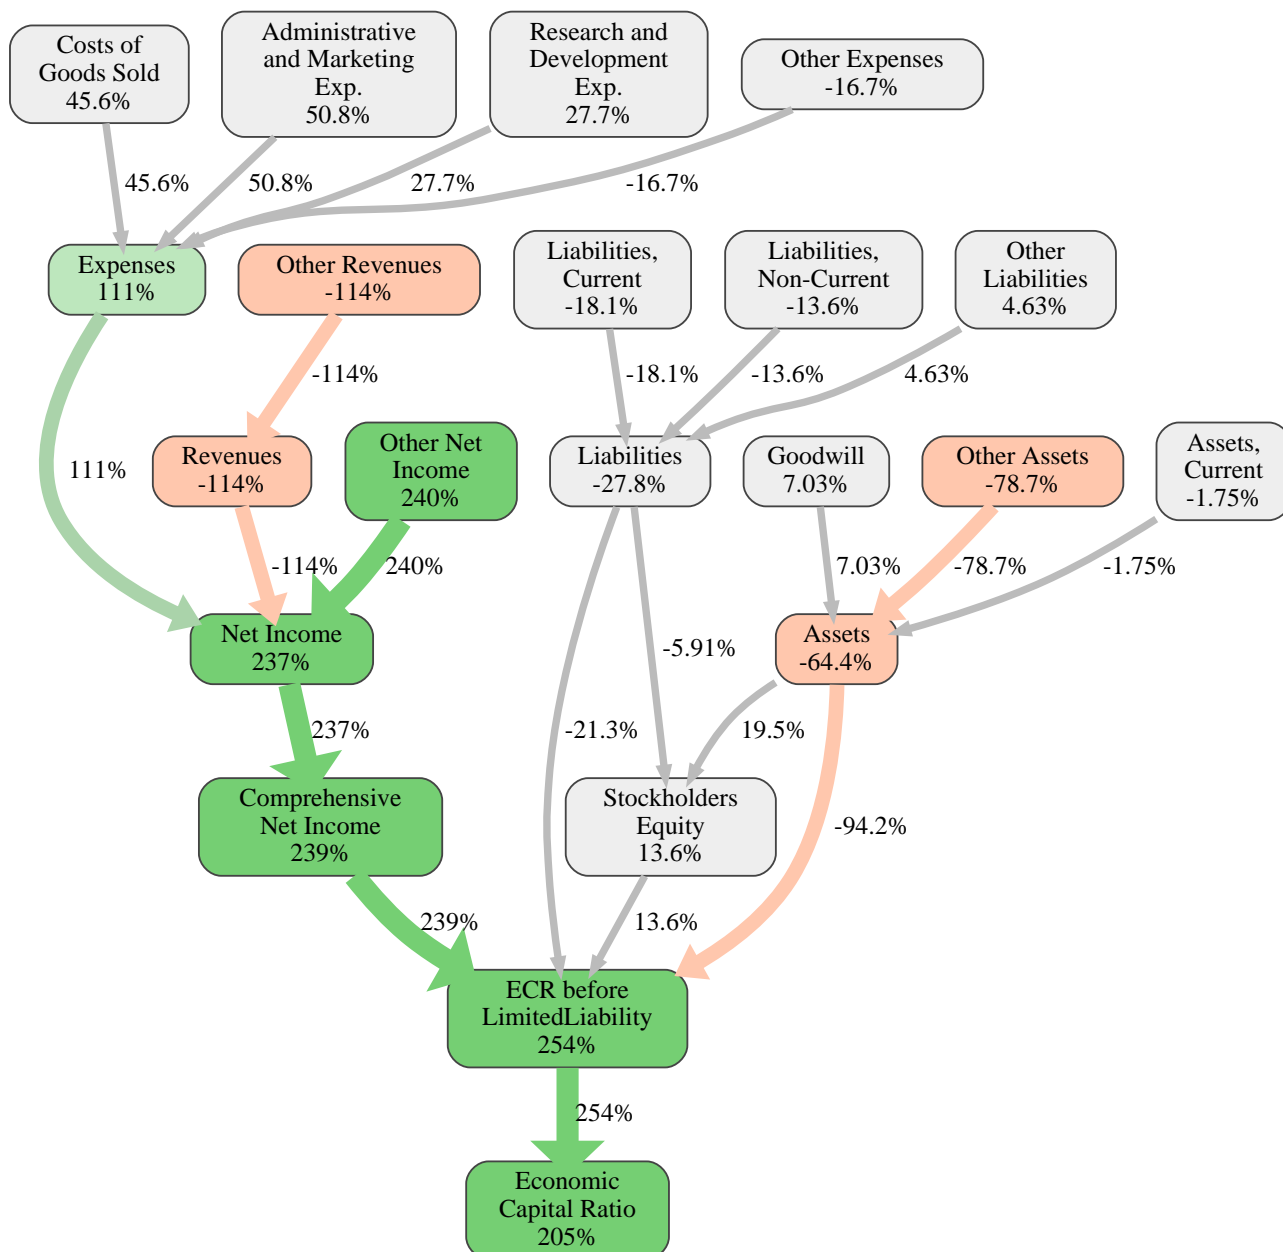 Costs of
Goods Sold
45.6%
Administrative
and Marketing
Exp.
50.8%
Research and
Development
Exp.
27.7%
Other Expenses
-16.7%
45.6%
50.8%
27.7%
-16.7%
Expenses
111%
Other Revenues
-114%
Liabilities,
Current
-18.1%
Liabilities,
Non-Current
-13.6%
Other
Liabilities
4.63%
-114%
-18.1%
-13.6%
4.63%
111%
Revenues
-114%
Other Net
Income
240%
Liabilities
-27.8%
Goodwill
7.03%
Other Assets
-78.7%
Assets,
Current
-1.75%
-114%
240%
7.03%
-78.7%
-1.75%
Net Income
237%
-5.91%
Assets
-64.4%
237%
-21.3%
19.5%
Comprehensive
Net Income
239%
Stockholders
Equity
13.6%
-94.2%
239%
13.6%
ECR before
LimitedLiability
254%
254%
Economic
Capital Ratio
205%